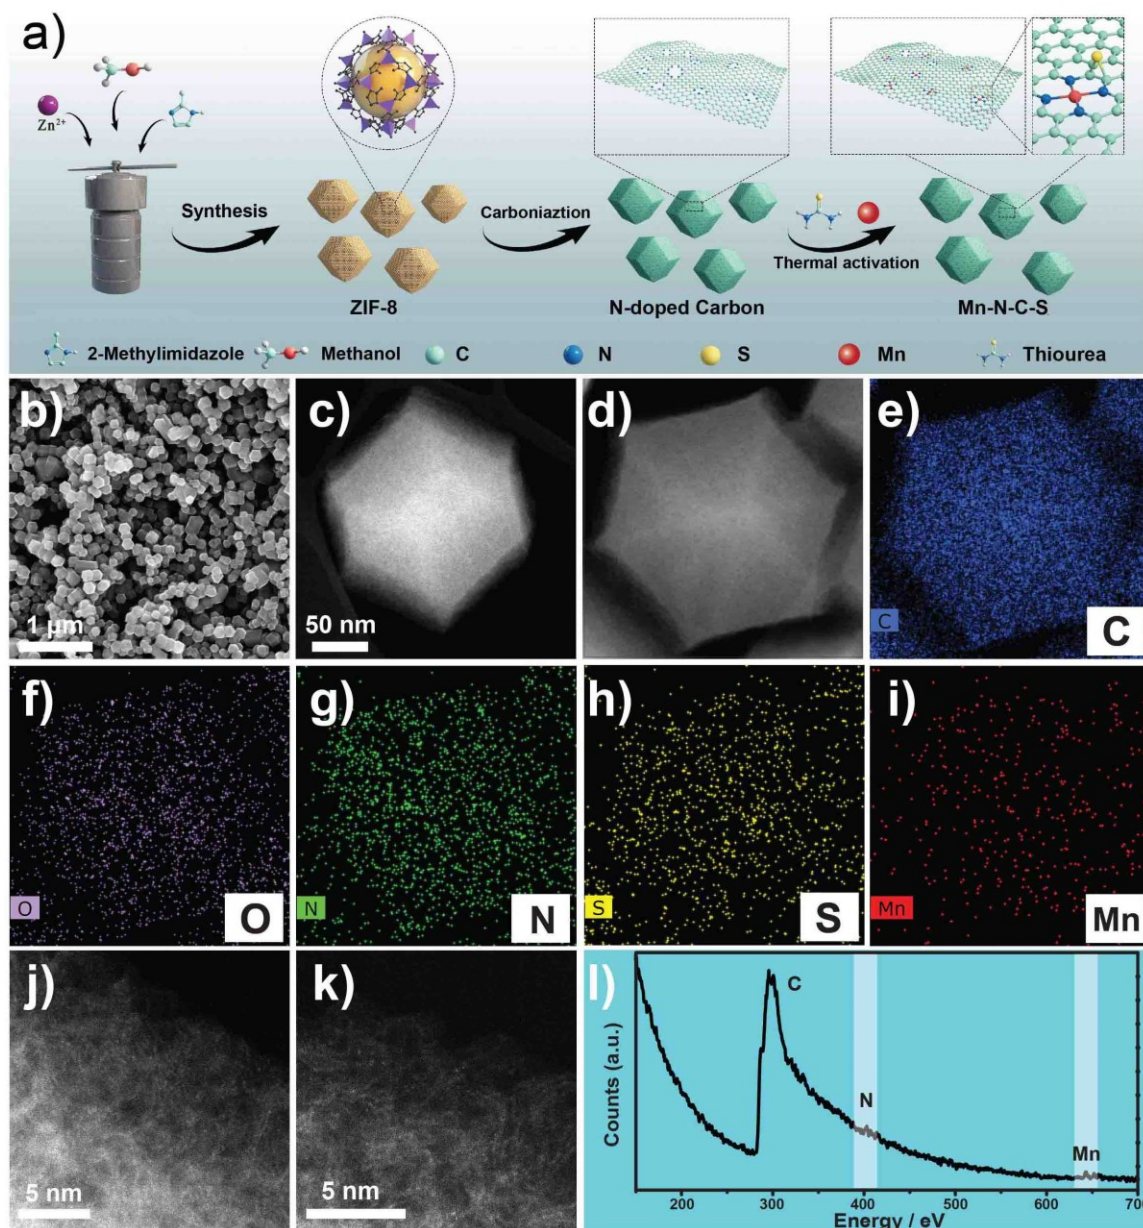 a)
Zn²⁺
Synthesis
Carboniaztion
Thermal activation
ZIF-8
N-doped Carbon
Mn-N-C-S
2-Methylimidazole
Methanol
C
N
S
Mn
Thiourea
b)
1 µm
c)
50 nm
d)
e)
C
C
f)
O
O
g)
N
N
h)
S
S
i)
Mn
Mn
j)
5 nm
k)
5 nm
l)
Counts (a.u.)
C
N
Mn
200
300
400
500
600
70
Energy / eV